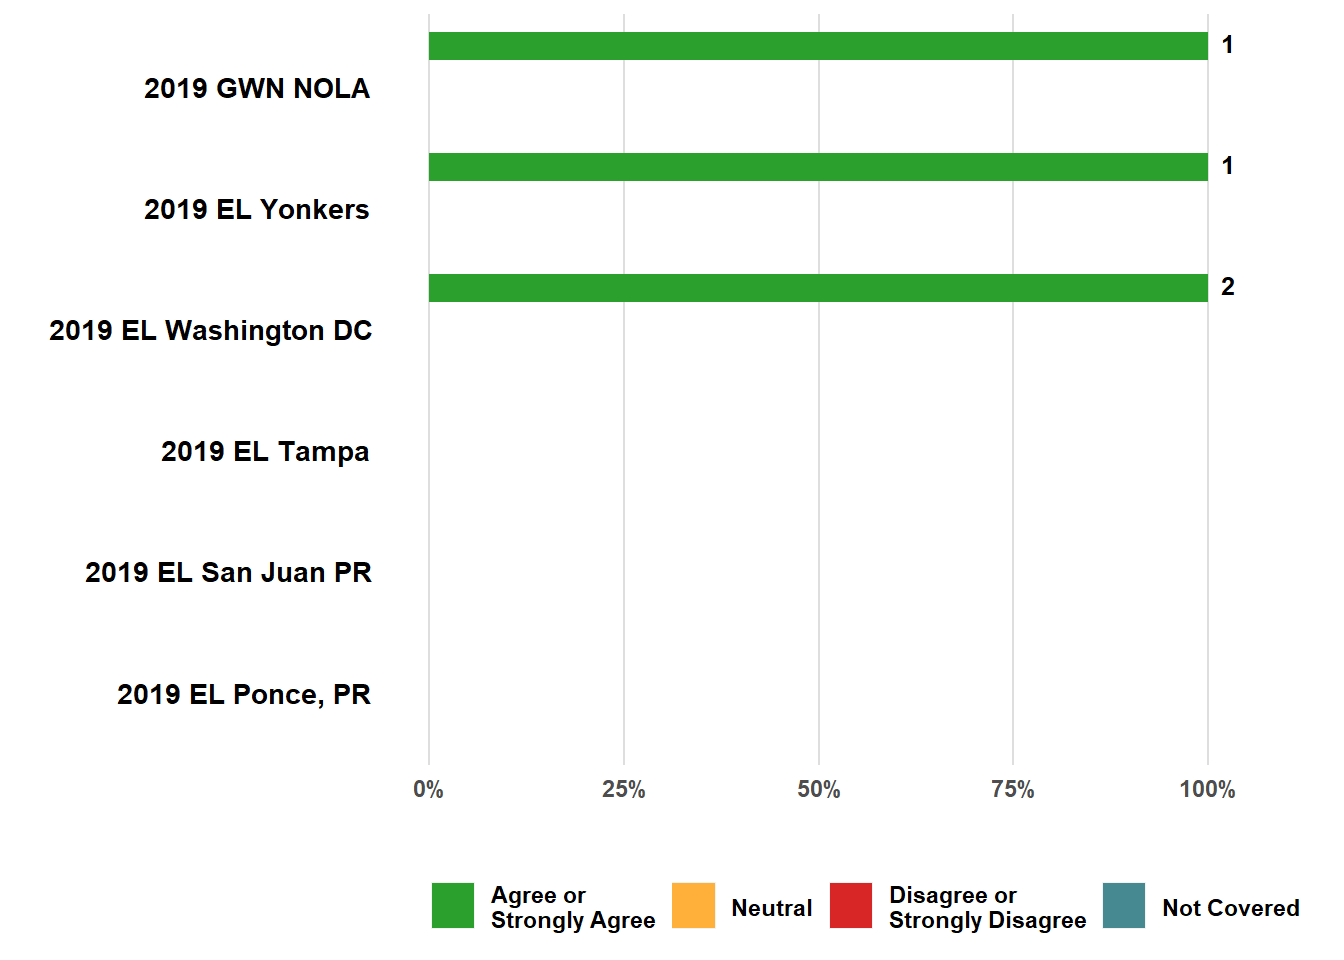 1
2019 GWN NOLA
1
2019 EL Yonkers
2
2019 EL Washington DC
2019 EL Tampa
2019 EL San Juan PR
2019 EL Ponce, PR
0% 25% 50% 75% 100%
Agree or
Strongly Agree
Neutral
Disagree or
Strongly Disagree
Not Covered